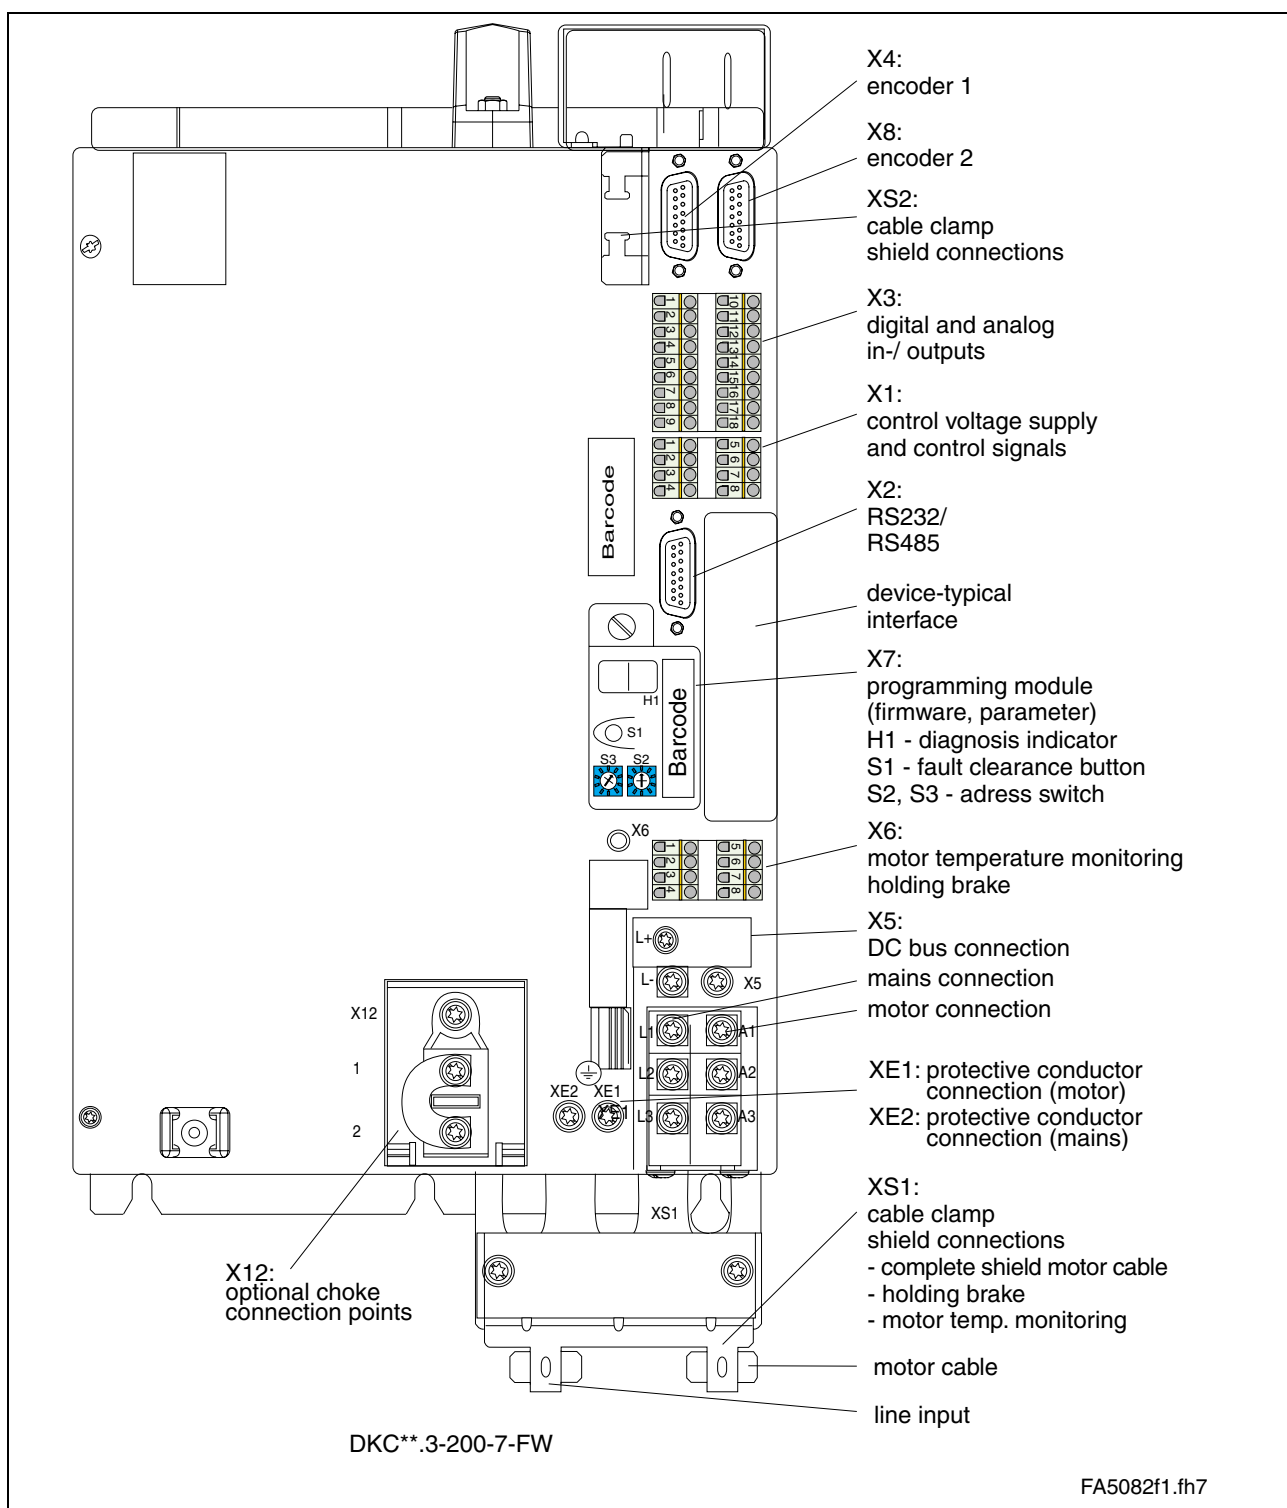 X4:
encoder 1
X8:
encoder 2
XS2:
cable clamp
shield connections
X3:
digital and analog
in-/ outputs
X1:
control voltage supply
and control signals
X2:
RS232/
RS485
device-typical
interface
X7:
programming module
(firmware, parameter)
H1 - diagnosis indicator
S1 - fault clearance button
S2, S3 - adress switch
X6:
motor temperature monitoring
holding brake
X5:
DC bus connection
mains connection
motor connection
XE1: protective conductor
connection (motor)
XE2: protective conductor
connection (mains)
XS1:
cable clamp
shield connections
- complete shield motor cable
- holding brake
- motor temp. monitoring
motor cable
line input
1 10
2 11
3 12
4 13
5 14
6 15
7 16
8 17
9 18
1 5
2 6
3 7
4 8
Barcode
H1
S1
S3 S2
Barcode
X6
1 5
2 6
3 7
4 8
L+
L- X5
L1 A1
L2 A2
L3 A3
XE2 XE1
XE1
X12
1
2
XS1
X12:
optional choke
connection points
DKC**.3-200-7-FW
FA5082f1.fh7